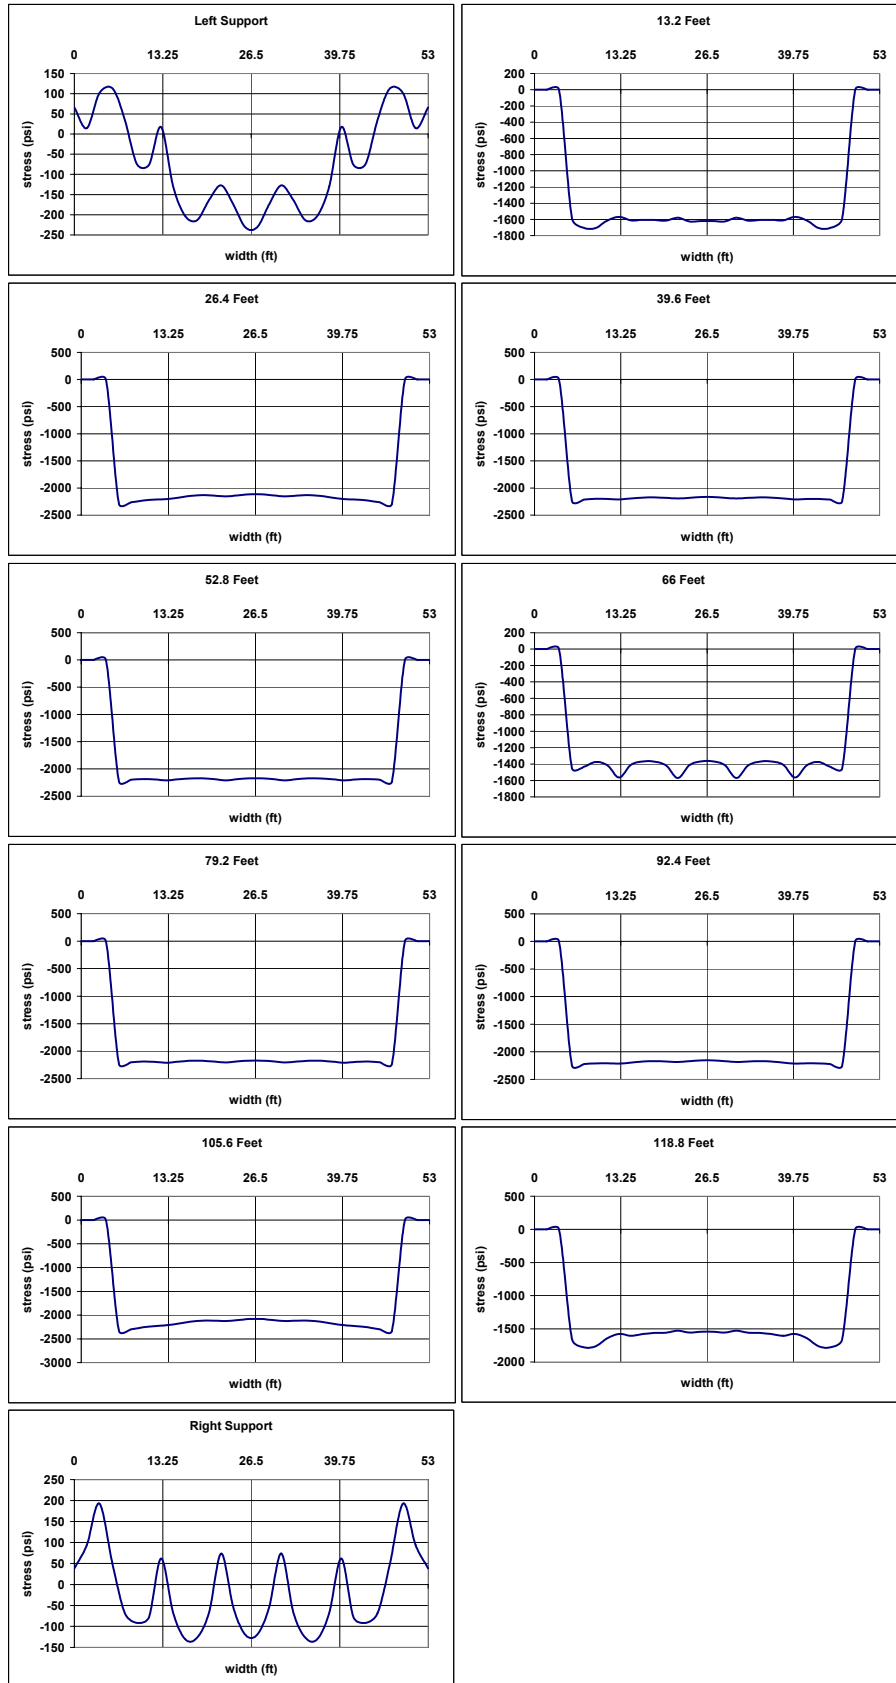 Left Support
0 13.25 26.5 39.75 53
150
100
50
0
-50
-100
-150
-200
-250
stress (psi)
width (ft)
13.2 Feet
0 13.25 26.5 39.75 53
200
0
-200
-400
-600
-800
-1000
-1200
-1400
-1600
-1800
stress (psi)
width (ft)
26.4 Feet
0 13.25 26.5 39.75 53
500
0
-500
-1000
-1500
-2000
-2500
stress (psi)
width (ft)
39.6 Feet
0 13.25 26.5 39.75 53
500
0
-500
-1000
-1500
-2000
-2500
stress (psi)
width (ft)
52.8 Feet
0 13.25 26.5 39.75 53
500
0
-500
-1000
-1500
-2000
-2500
stress (psi)
width (ft)
66 Feet
0 13.25 26.5 39.75 53
200
0
-200
-400
-600
-800
-1000
-1200
-1400
-1600
-1800
stress (psi)
width (ft)
79.2 Feet
0 13.25 26.5 39.75 53
500
0
-500
-1000
-1500
-2000
-2500
stress (psi)
width (ft)
92.4 Feet
0 13.25 26.5 39.75 53
500
0
-500
-1000
-1500
-2000
-2500
stress (psi)
width (ft)
105.6 Feet
0 13.25 26.5 39.75 53
500
0
-500
-1000
-1500
-2000
-2500
-3000
stress (psi)
width (ft)
118.8 Feet
0 13.25 26.5 39.75 53
500
0
-500
-1000
-1500
-2000
stress (psi)
width (ft)
Right Support
0 13.25 26.5 39.75 53
250
200
150
100
50
0
-50
-100
-150
stress (psi)
width (ft)